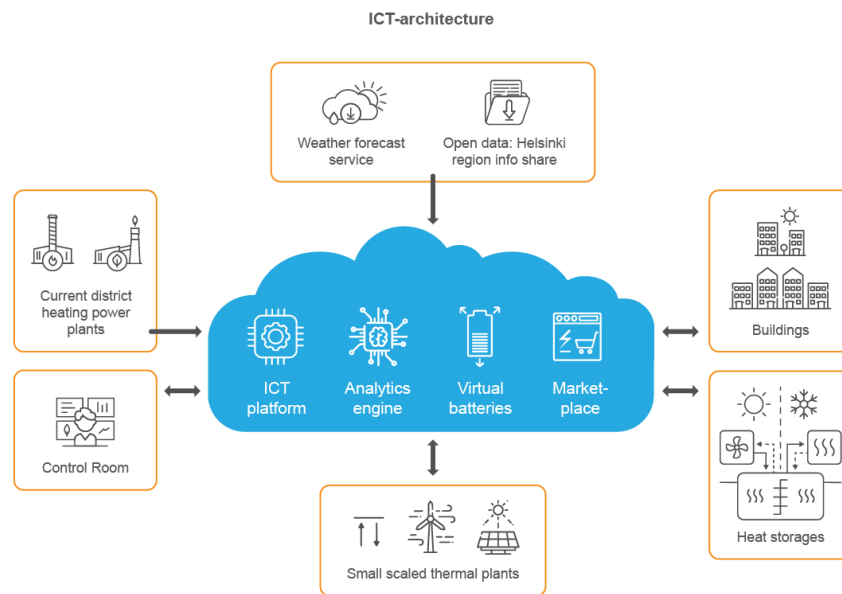 ICT-architecture
Weather forecast
service
Open data: Helsinki
region info share
Current district
heating power
plants
Buildings
ICT
platform
Analytics
engine
Virtual
batteries
Market-
place
Control Room
Heat storages
Small scaled thermal plants